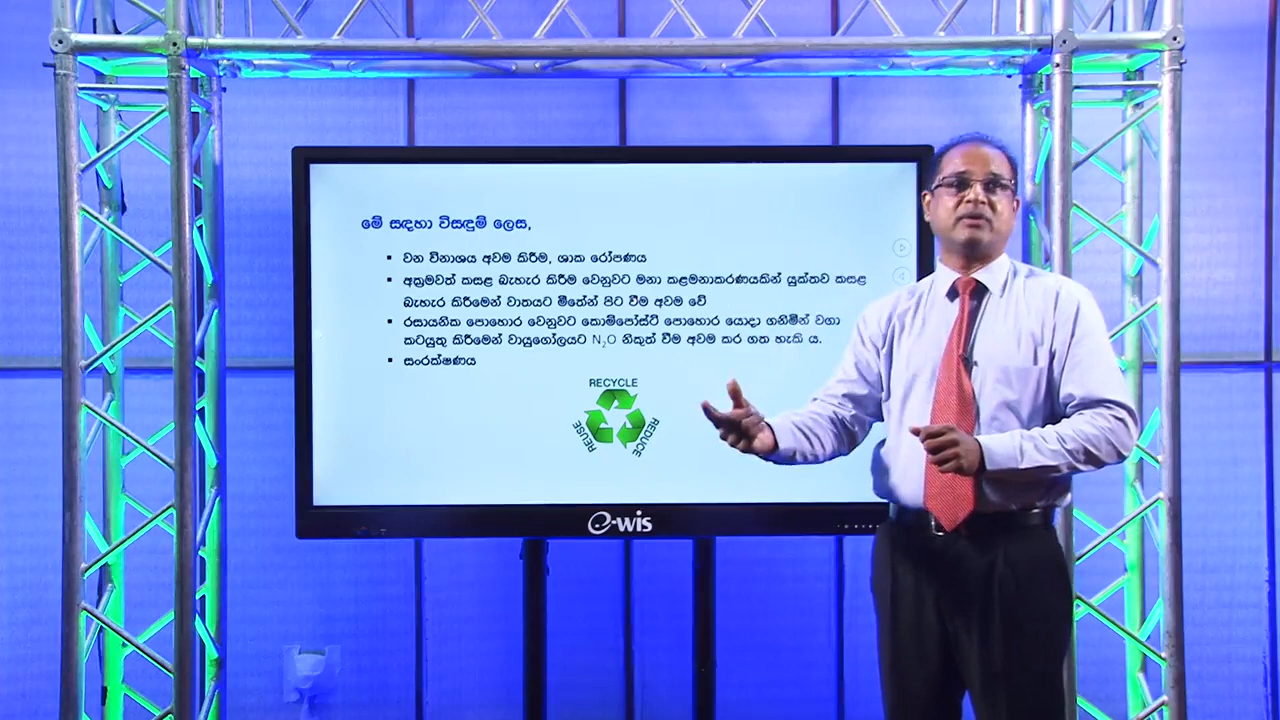 මේ සඳහා විසඳුම් ලෙස,
▪ වන විනාශය අවම කිරීම, ශාක රෝපණය
▪ අක්‍රමවත් කසළ බැහැර කිරීම වෙනුවට මනා කළමනාකරණයකින් යුක්තව කසළ
බැහැර කිරීමෙන් වාතයට මීතේන් පිට වීම අවම වේ
▪ රසායනික පොහොර වෙනුවට කොම්පෝස්ට් පොහොර යොදා ගනිමින් වගා
කටයුතු කිරීමෙන් වායුගෝලයට N₂O නිකුත් වීම අවම කර ගත හැකි ය.
▪ සංරක්ෂණය
RECYCLE
REUSE
REDUCE
e-wis